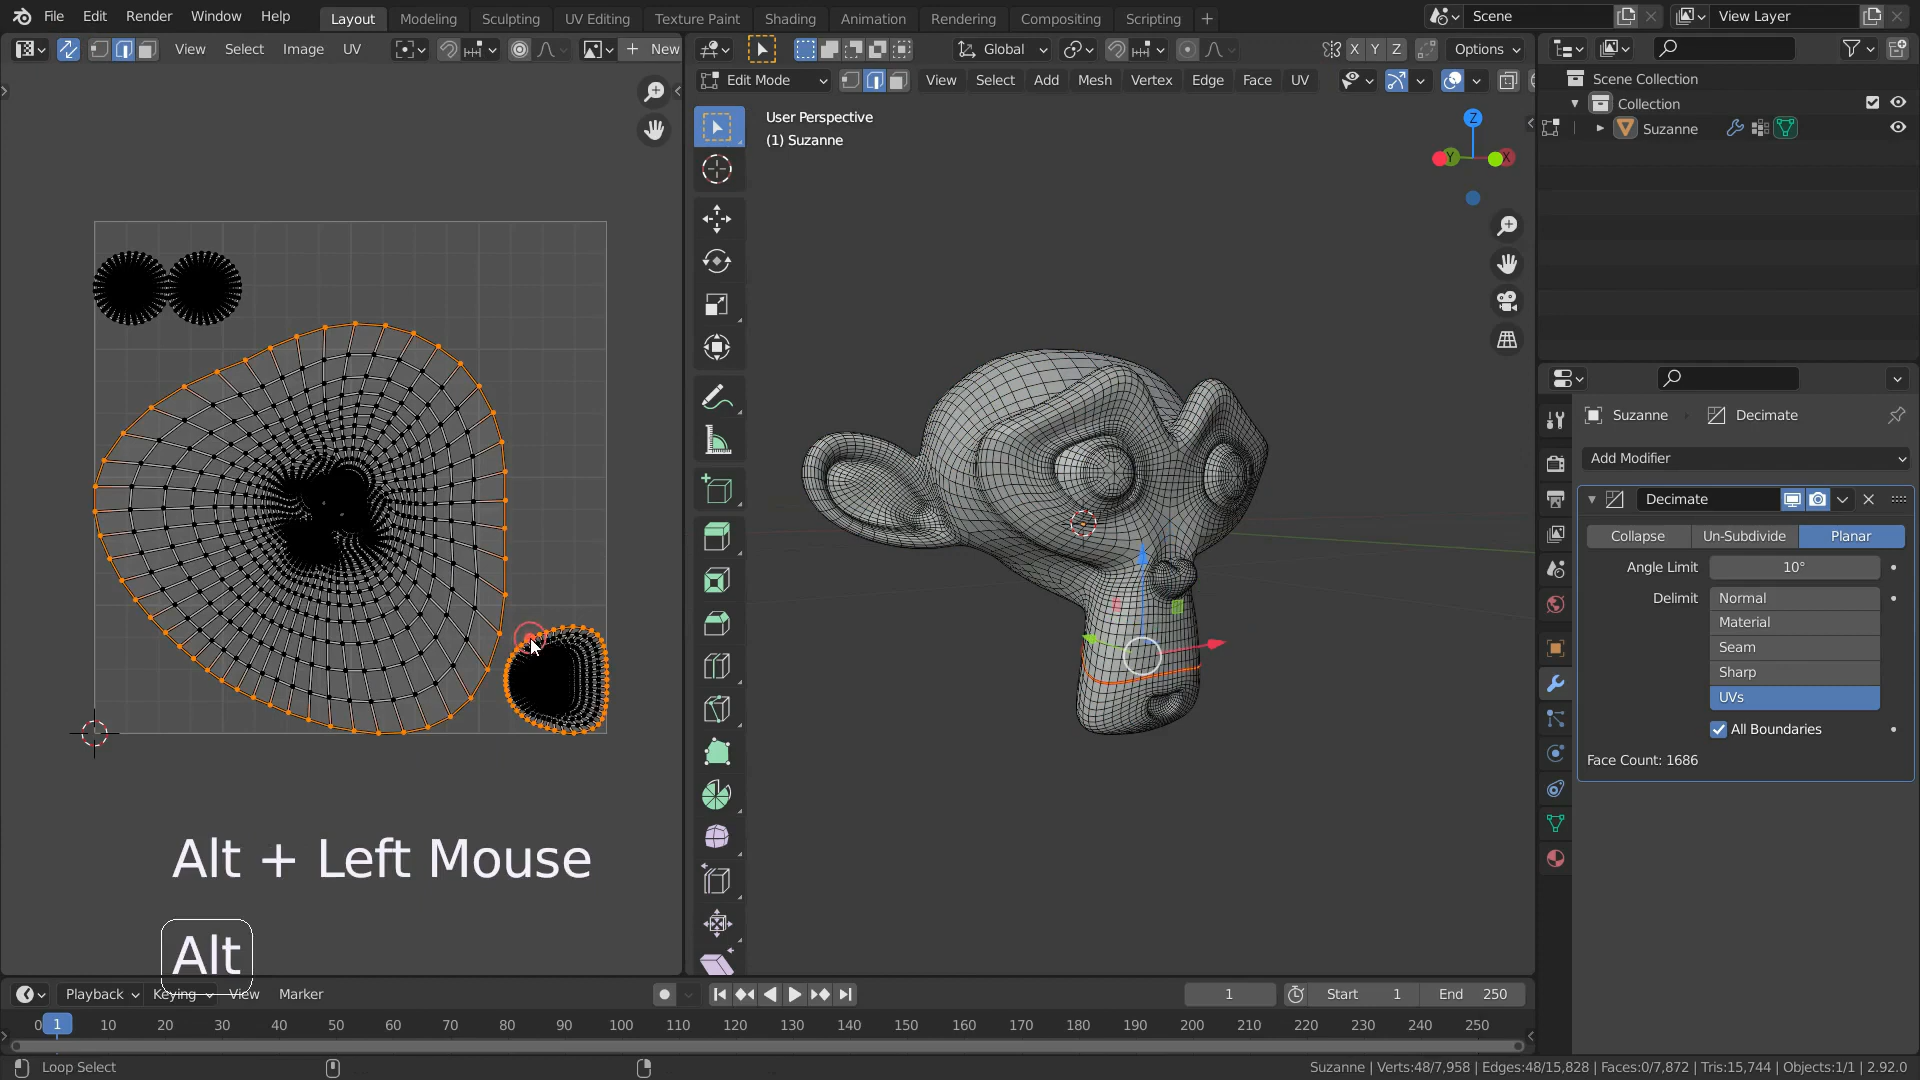 File Edit Render Window Help
Layout Modeling Sculpting UV Editing Texture Paint Shading Animation Rendering Compositing Scripting +
Scene
View Layer
View Select Image UV
New
Global
X Y Z
Options
Edit Mode
View Select Add Mesh Vertex Edge Face UV
User Perspective
(1) Suzanne
Z
Y
X
Scene Collection
Collection
Suzanne
Suzanne
Decimate
Add Modifier
Decimate
Collapse Un-Subdivide Planar
Angle Limit 10°
Delimit Normal
Material
Seam
Sharp
UVs
All Boundaries
Face Count: 1686
Alt + Left Mouse
Alt
Playback Keying View Marker
1
Start 1
End 250
0 1 10 20 30 40 50 60 70 80 90 100 110 120 130 140 150 160 170 180 190 200 210 220 230 240 250
Loop Select
Suzanne | Verts:48/7,958 | Edges:48/15,828 | Faces:0/7,872 | Tris:15,744 | Objects:1/1 | 2.92.0